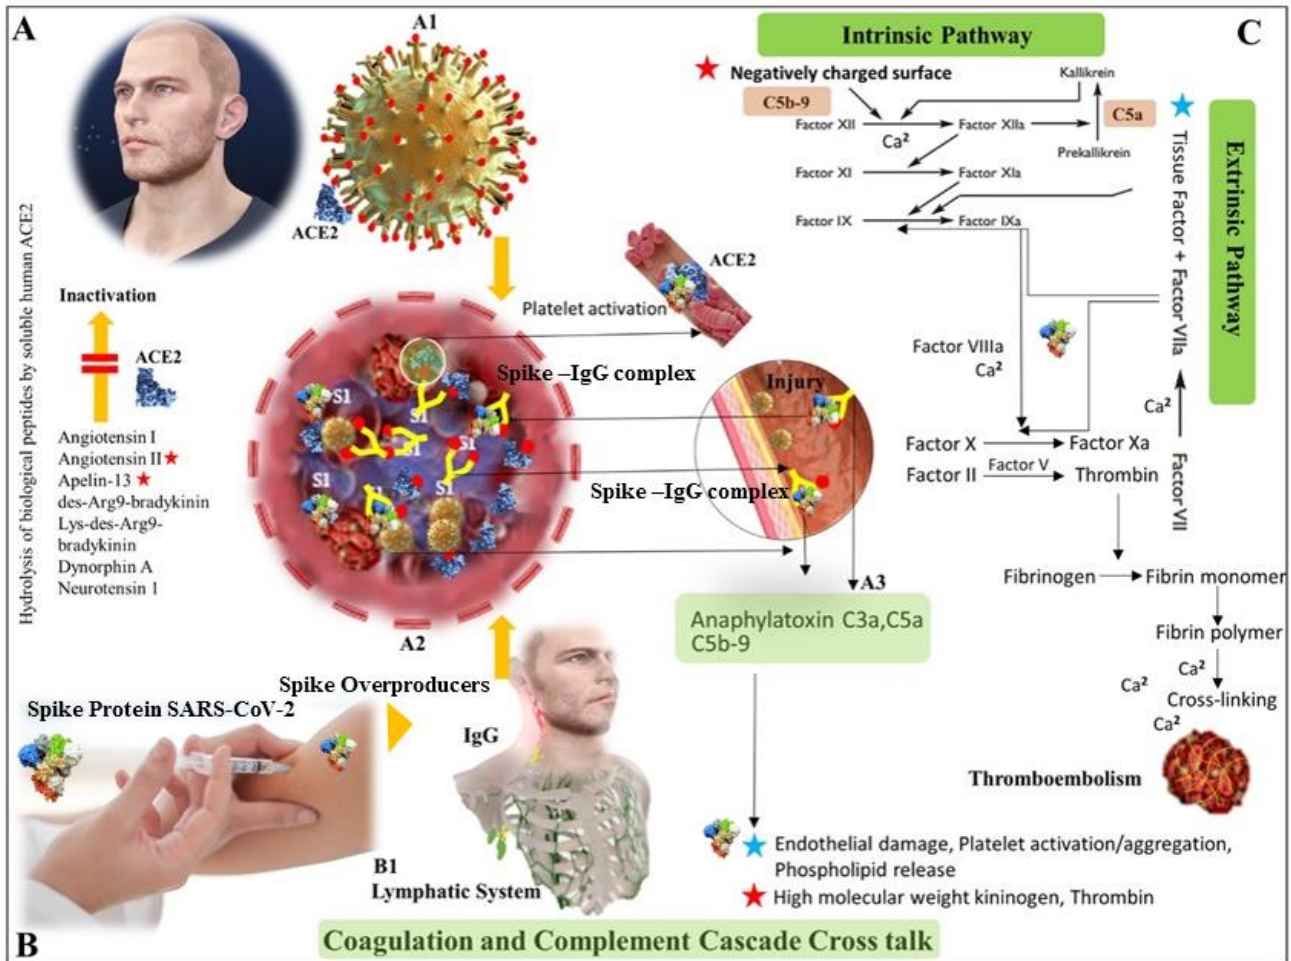 A
A1
Intrinsic Pathway
C
Negatively charged surface
Kallikrein
C5b-9
C5a
Factor XII
Ca²
Factor XIIa
Prekallikrein
Factor XI
Factor XIa
Factor IX
Factor IXa
Extrinsic Pathway
Tissue Factor + Factor VIIa
Ca²
Factor VII
ACE2
Hydrolysis of biological peptides by soluble human ACE2
Inactivation
ACE2
Angiotensin I
Angiotensin II
Apelin-13
des-Arg9-bradykinin
Lys-des-Arg9-
bradykinin
Dynorphin A
Neurotensin 1
ACE2
Platelet activation
Spike –IgG complex
S1
S1
S1
S1
S1
S1
Injury
Spike –IgG complex
Factor VIIIa
Ca²
Factor X
Factor Xa
Factor II
Factor V
Thrombin
Fibrinogen
Fibrin monomer
Fibrin polymer
Ca²
Ca²
Cross-linking
Ca²
Thromboembolism
A2
A3
Anaphylatoxin C3a,C5a
C5b-9
Spike Overproducers
Spike Protein SARS-CoV-2
IgG
B1
Lymphatic System
Endothelial damage, Platelet activation/aggregation,
Phospholipid release
High molecular weight kininogen, Thrombin
B
Coagulation and Complement Cascade Cross talk